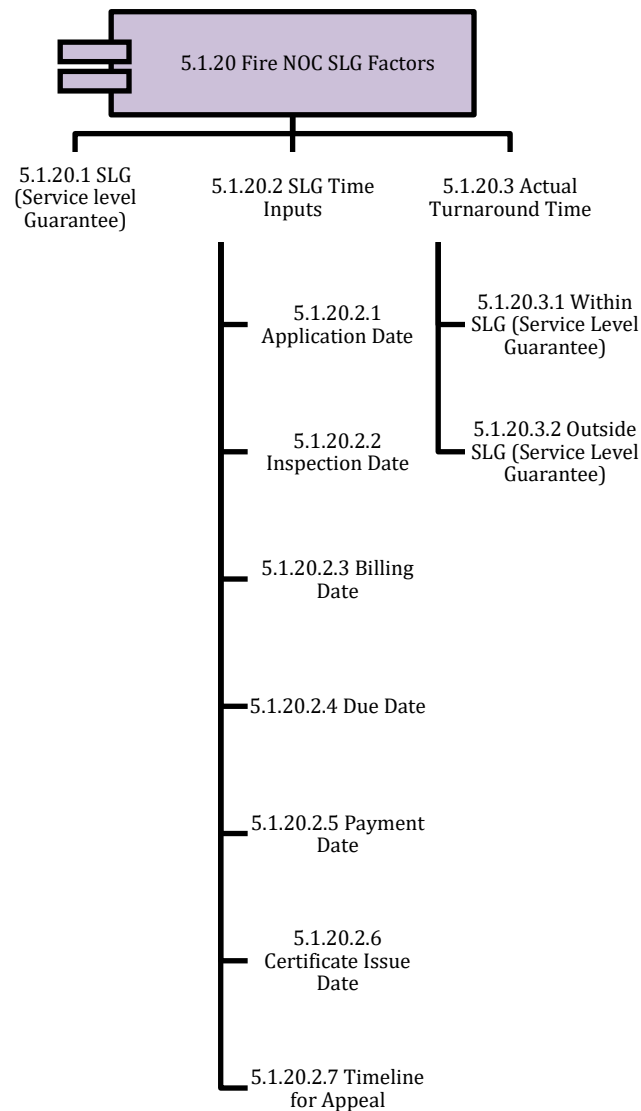 5.1.20 Fire NOC SLG Factors
5.1.20.1 SLG
(Service level
Guarantee)
5.1.20.2 SLG Time
Inputs
5.1.20.2.1
Application Date
5.1.20.2.2
Inspection Date
5.1.20.2.3 Billing
Date
5.1.20.2.4 Due Date
5.1.20.2.5 Payment
Date
5.1.20.2.6
Certificate Issue
Date
5.1.20.2.7 Timeline
for Appeal
5.1.20.3 Actual
Turnaround Time
5.1.20.3.1 Within
SLG (Service Level
Guarantee)
5.1.20.3.2 Outside
SLG (Service Level
Guarantee)